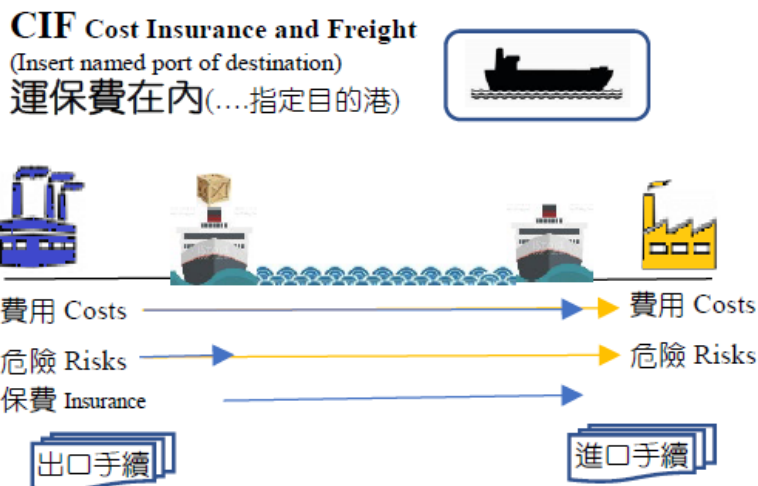 CIF Cost Insurance and Freight
(Insert named port of destination)
運保費在內(....指定目的港)
費用 Costs
費用 Costs
危險 Risks
危險 Risks
保費 Insurance
出口手續
進口手續